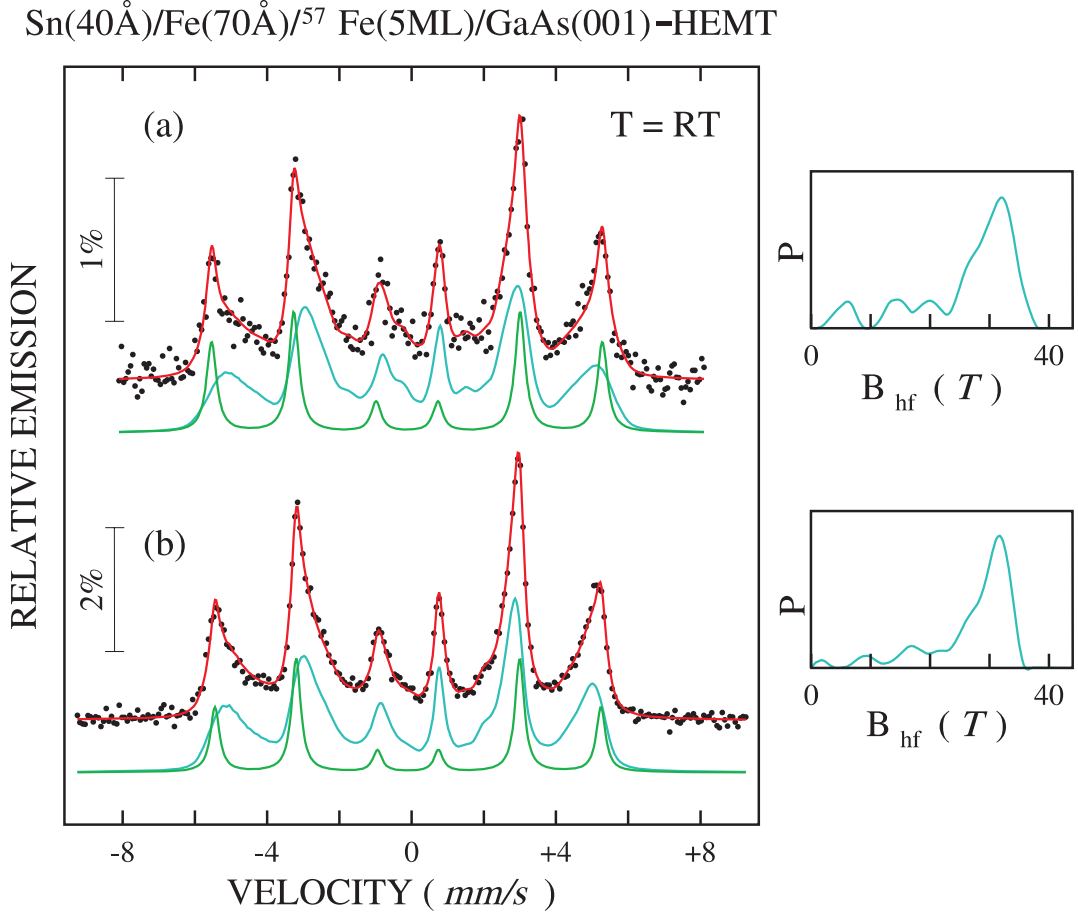 Sn(40Å)/Fe(70Å)/⁵⁷ Fe(5ML)/GaAs(001)-HEMT
(a)
T = RT
1%
(b)
2%
RELATIVE EMISSION
-8 -4 0 +4 +8
VELOCITY ( mm/s )
P
0 40
B hf ( T )
P
0 40
B hf ( T )